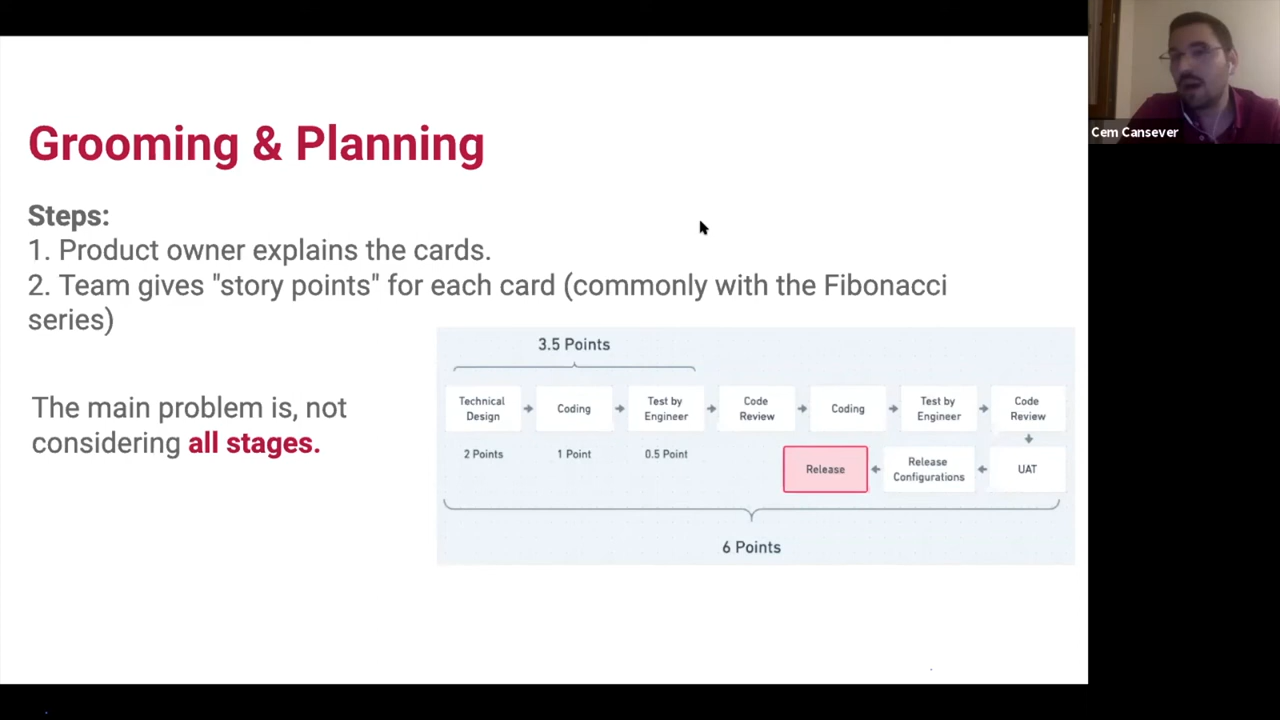 Grooming & Planning
Cem Cansever
Steps:
1. Product owner explains the cards.
2. Team gives "story points" for each card (commonly with the Fibonacci
series)
The main problem is, not
considering all stages.
3.5 Points
Technical
Design
Coding
Test by
Engineer
Code
Review
Coding
Test by
Engineer
Code
Review
2 Points
1 Point
0.5 Point
Release
Release
Configurations
UAT
6 Points